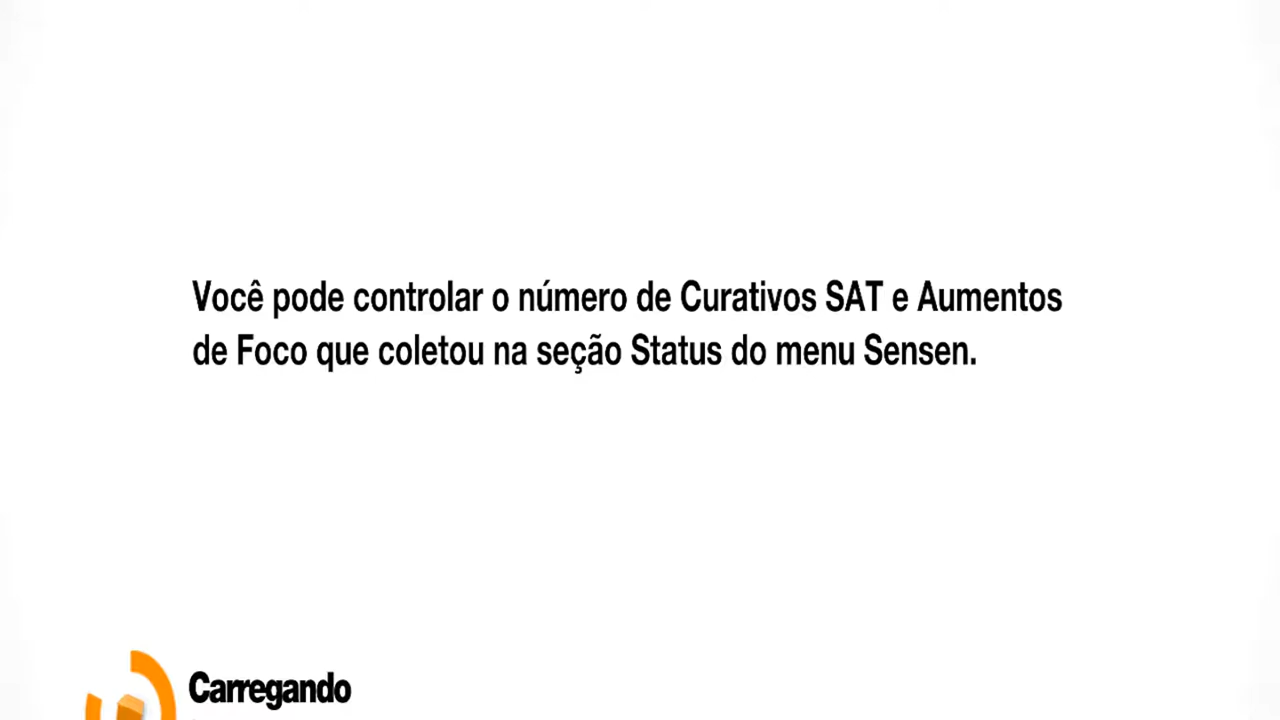 Você pode controlar o número de Curativos SAT e Aumentos
de Foco que coletou na seção Status do menu Sensen.
Carregando